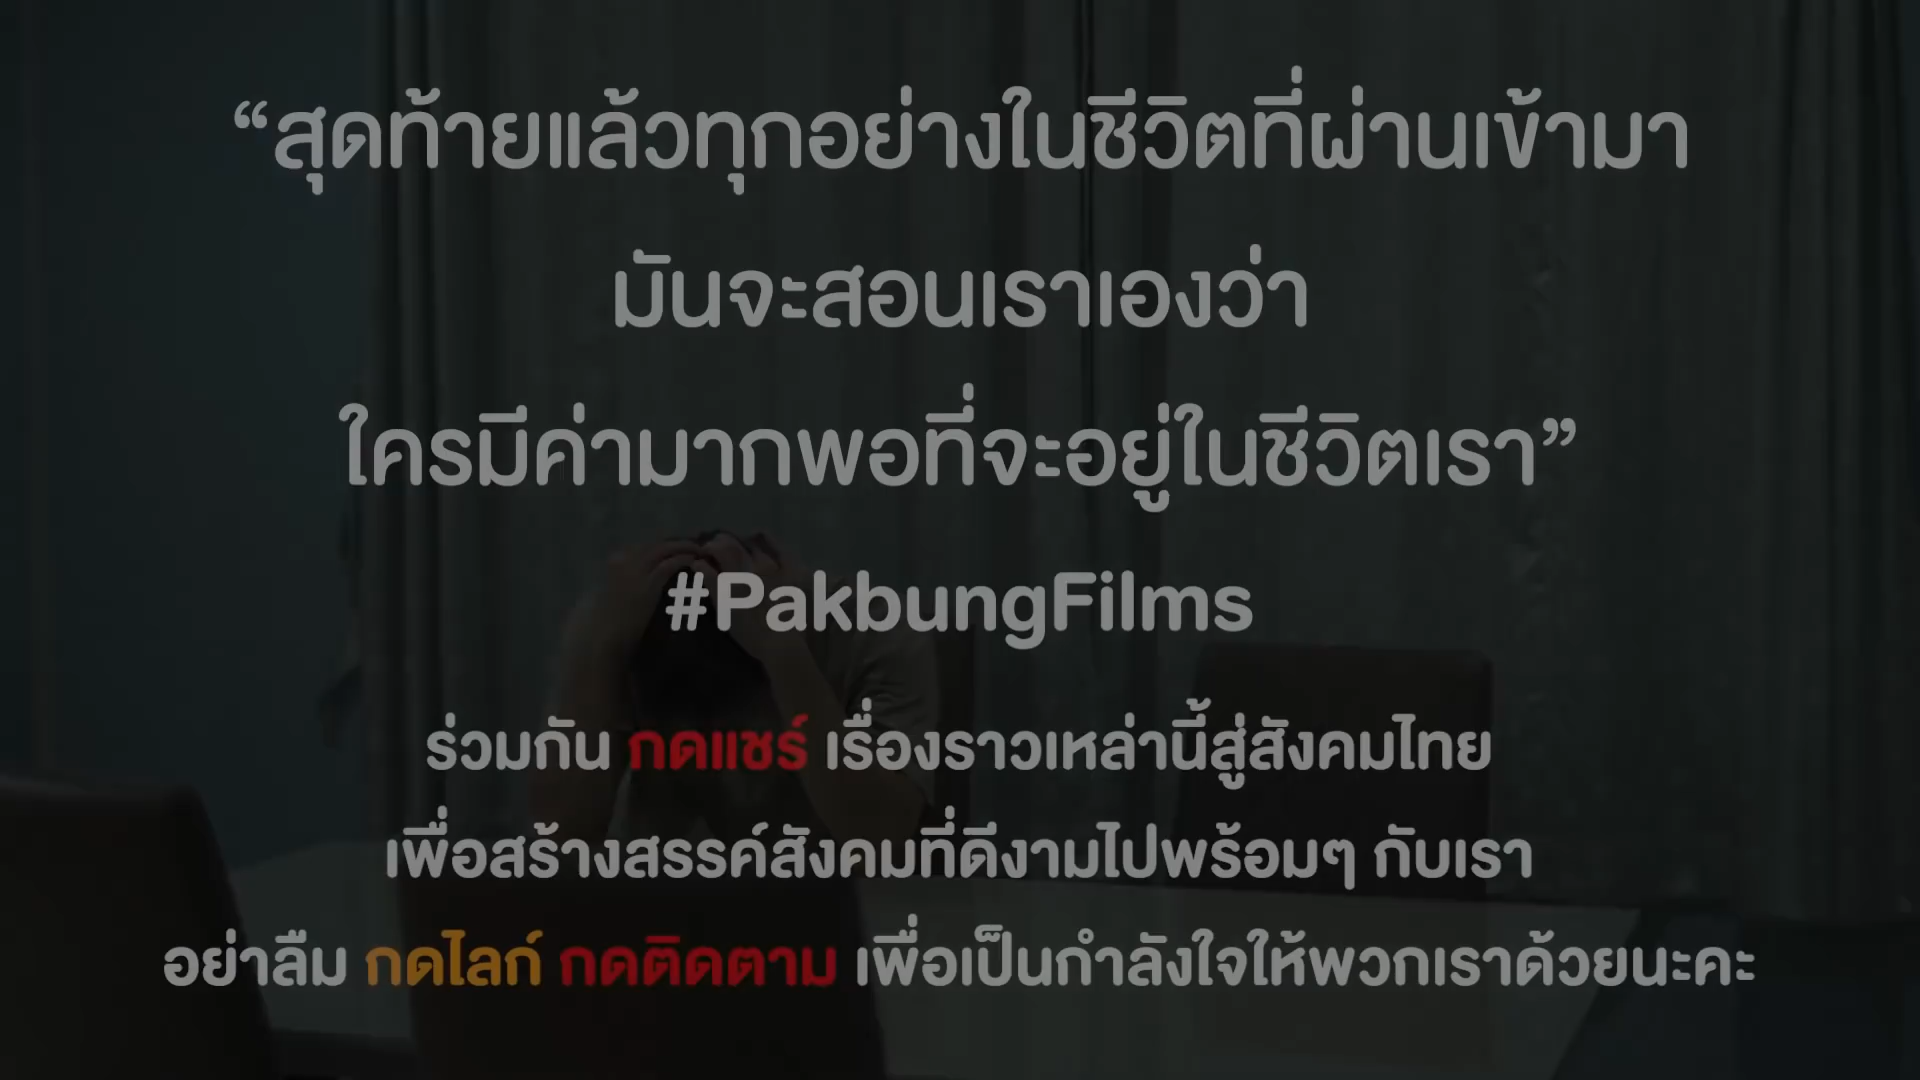 “สุดท้ายแล้วทุกอย่างในชีวิตที่ผ่านเข้ามา
มันจะสอนเราเองว่า
ใครมีค่ามากพอที่จะอยู่ในชีวิตเรา”
#PakbungFilms
ร่วมกัน กดแชร์ เรื่องราวเหล่านี้สู่สังคมไทย
เพื่อสร้างสรรค์สังคมที่ดีงามไปพร้อมๆ กับเรา
อย่าลืม กดไลก์ กดติดตาม เพื่อเป็นกำลังใจให้พวกเราด้วยนะคะ